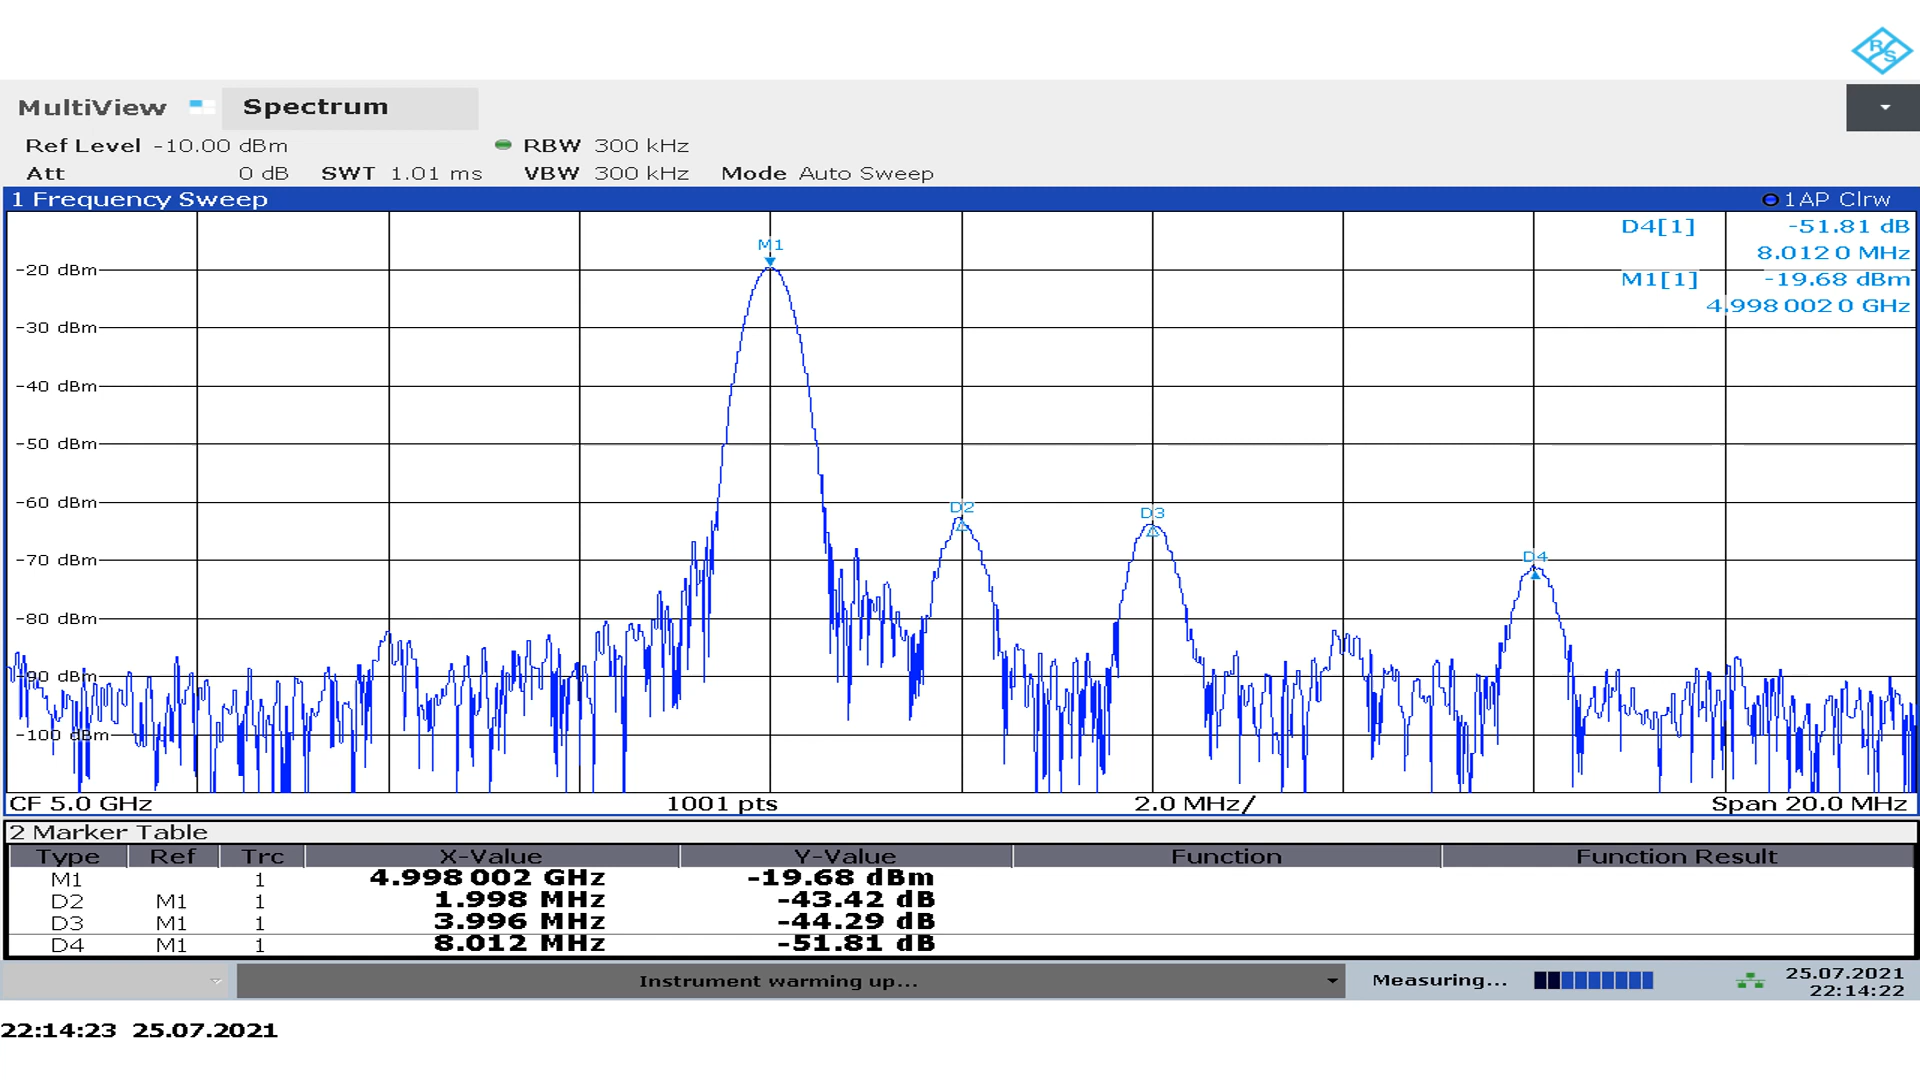 R S
MultiView Spectrum
Ref Level -10.00 dBm RBW 300 kHz
Att 0 dB SWT 1.01 ms VBW 300 kHz Mode Auto Sweep
1 Frequency Sweep 1AP Clrw
D4[1] -51.81 dB
8.012 0 MHz
M1[1] -19.68 dBm
4.998 002 0 GHz
M1
-20 dBm
-30 dBm
-40 dBm
-50 dBm
-60 dBm
D2
D3
-70 dBm
D4
-80 dBm
-90 dBm
-100 dBm
CF 5.0 GHz 1001 pts 2.0 MHz/ Span 20.0 MHz
2 Marker Table
Type Ref Trc X-Value Y-Value Function Function Result
M1 1 4.998 002 GHz -19.68 dBm
D2 M1 1 1.998 MHz -43.42 dB
D3 M1 1 3.996 MHz -44.29 dB
D4 M1 1 8.012 MHz -51.81 dB
Instrument warming up... Measuring... 25.07.2021
22:14:22
22:14:23 25.07.2021